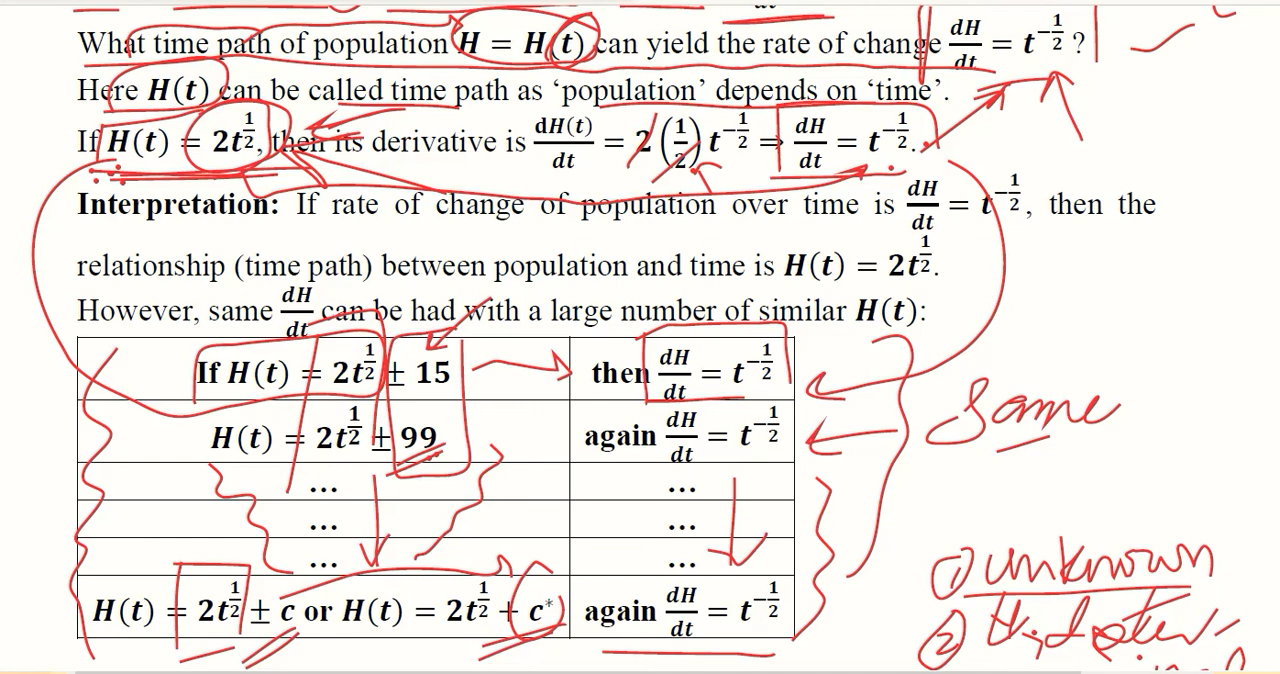 What time path of population H = H(t) can yield the rate of change dH/dt = t^{-1/2} ?
Here H(t) can be called time path as ‘population’ depends on ‘time’.
If H(t) = 2t^{1/2}, then its derivative is dH(t)/dt = 2(1/2)t^{-1/2} ⇒ dH/dt = t^{-1/2}.
Interpretation: If rate of change of population over time is dH/dt = t^{-1/2}, then the
relationship (time path) between population and time is H(t) = 2t^{1/2}.
However, same dH/dt can be had with a large number of similar H(t):
If H(t) = 2t^{1/2} ± 15 then dH/dt = t^{-1/2}
H(t) = 2t^{1/2} ± 99 again dH/dt = t^{-1/2}
same
... ...
... ...
... ...
① unknown
H(t) = 2t^{1/2} ± c or H(t) = 2t^{1/2} + c* again dH/dt = t^{-1/2}
②